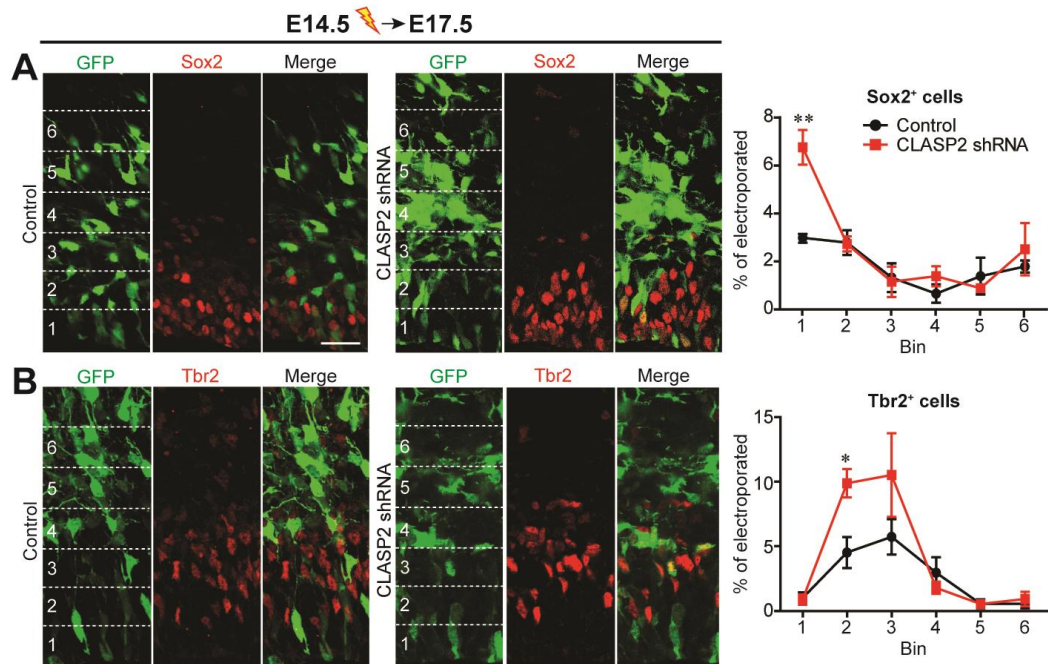 E14.5 → E17.5
A
GFP Sox2 Merge
Control
6
5
4
3
2
1
GFP Sox2 Merge
CLASP2 shRNA
6
5
4
3
2
1
Sox2+ cells
Control
CLASP2 shRNA
**
% of electroporated
8
6
4
2
0
1 2 3 4 5 6
Bin
B
GFP Tbr2 Merge
Control
6
5
4
3
2
1
GFP Tbr2 Merge
CLASP2 shRNA
6
5
4
3
2
1
Tbr2+ cells
*
% of electroporated
15
10
5
0
1 2 3 4 5 6
Bin